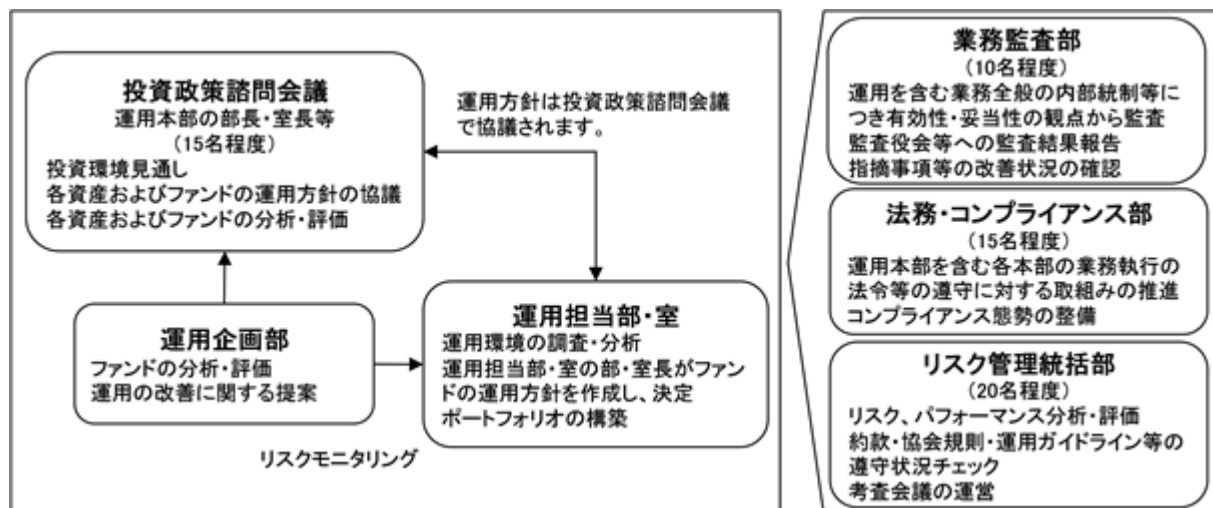 投資政策諮問会議
運用本部の部長・室長等
(15名程度)
投資環境見通し
各資産およびファンドの運用方針の協議
各資産およびファンドの分析・評価
運用方針は投資政策諮問会議
で協議されます。
運用企画部
ファンドの分析・評価
運用の改善に関する提案
運用担当部・室
運用環境の調査・分析
運用担当部・室の部・室長がファン
ドの運用方針を作成し、決定
ポートフォリオの構築
リスクモニタリング
業務監査部
(10名程度)
運用を含む業務全般の内部統制等に
つき有効性・妥当性の観点から監査
監査役会等への監査結果報告
指摘事項等の改善状況の確認
法務・コンプライアンス部
(15名程度)
運用本部を含む各本部の業務執行の
法令等の遵守に対する取組みの推進
コンプライアンス態勢の整備
リスク管理統括部
(20名程度)
リスク、パフォーマンス分析・評価
約款・協会規則・運用ガイドライン等の
遵守状況チェック
考査会議の運営